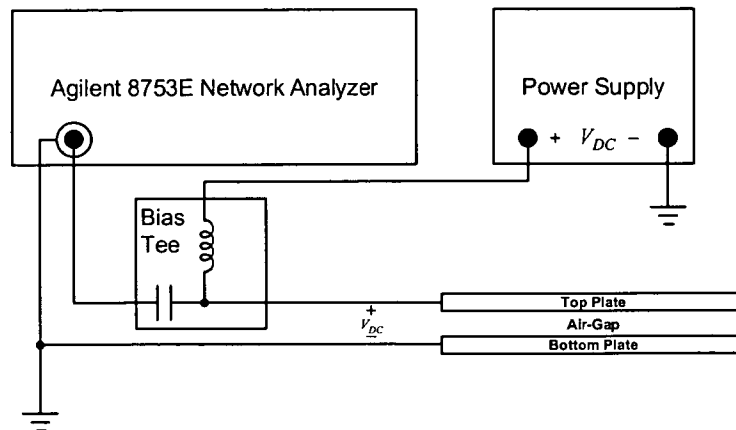 Agilent 8753E Network Analyzer
Power Supply
+ V_DC −
Bias
Tee
+
V_DC
−
Top Plate
Air-Gap
Bottom Plate